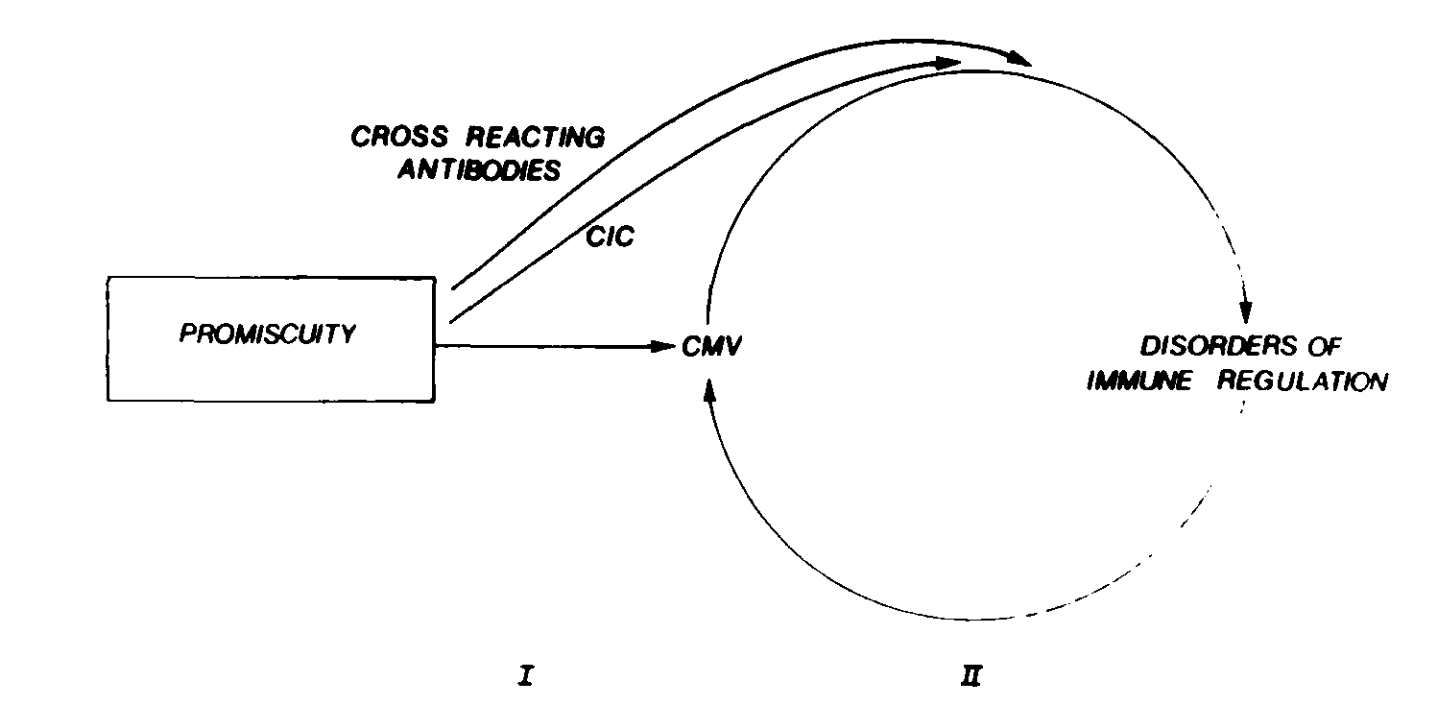 CROSS REACTING
ANTIBODIES
CIC
PROMISCUITY
CMV
DISORDERS OF
IMMUNE REGULATION
I
II